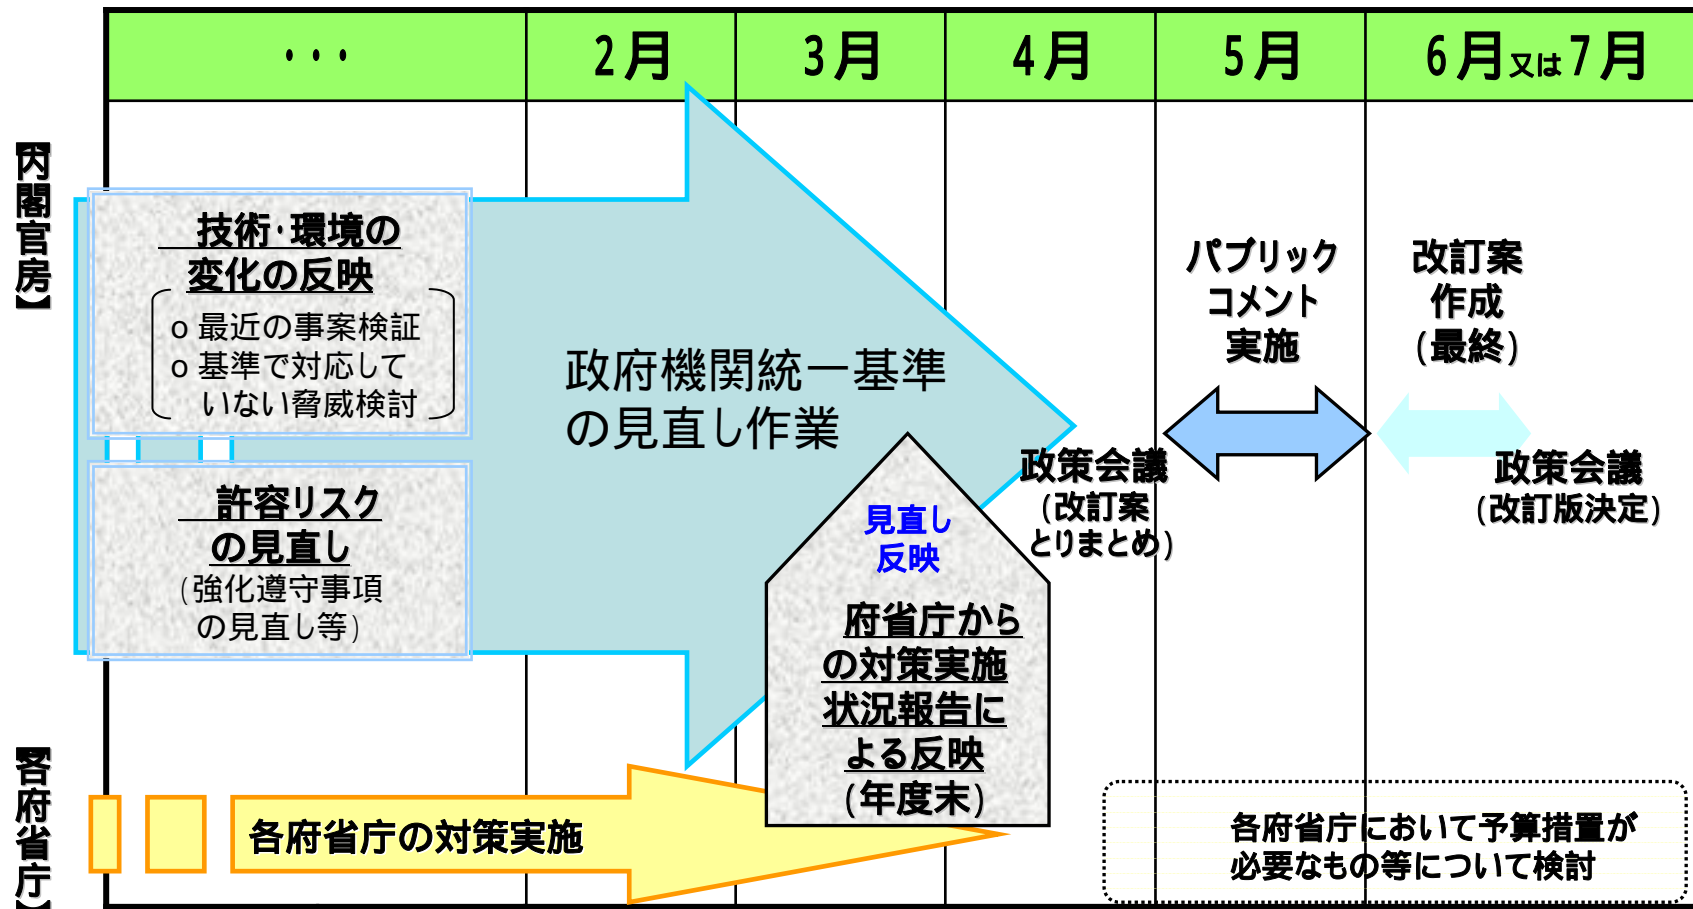 ・・・
2月
3月
4月
5月
6月又は7月
【内閣官房】
技術・環境の
変化の反映
o 最近の事案検証
o 基準で対応して
いない脅威検討
許容リスク
の見直し
(強化遵守事項
の見直し等)
政府機関統一基準
の見直し作業
パブリック
コメント
実施
改訂案
作成
(最終)
政策会議
(改訂案
とりまとめ)
政策会議
(改訂版決定)
見直し
反映
府省庁から
の対策実施
状況報告に
よる反映
(年度末)
【各府省庁】
各府省庁の対策実施
各府省庁において予算措置が
必要なもの等について検討